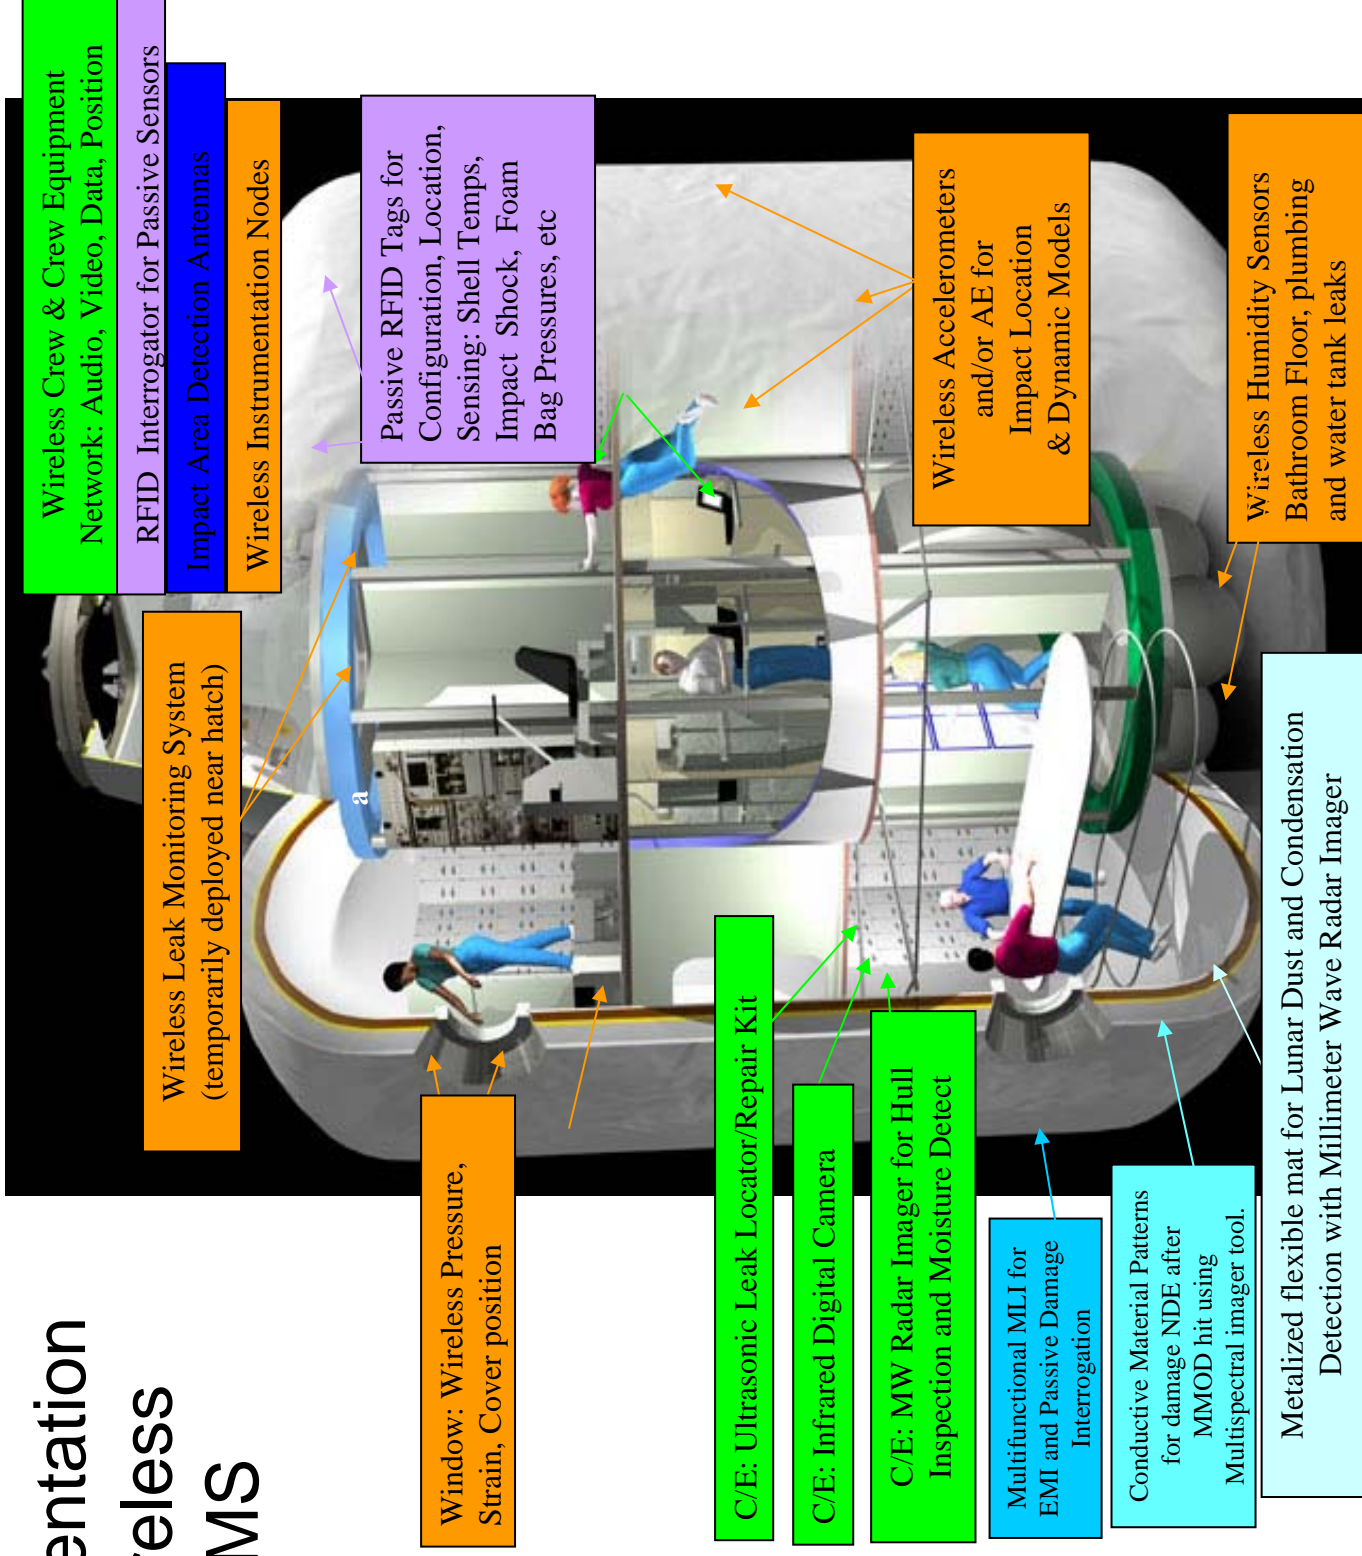 entation
reless
MS
Wireless Crew & Crew Equipment
Network: Audio, Video, Data, Position
RFID Interrogator for Passive Sensors
Impact Area Detection Antennas
Wireless Instrumentation Nodes
Wireless Leak Monitoring System
(temporarily deployed near hatch)
a
Passive RFID Tags for
Configuration, Location,
Sensing: Shell Temps,
Impact Shock, Foam
Bag Pressures, etc
Window: Wireless Pressure,
Strain, Cover position
C/E: Ultrasonic Leak Locator/Repair Kit
C/E: Infrared Digital Camera
C/E: MW Radar Imager for Hull
Inspection and Moisture Detect
Wireless Accelerometers
and/or AE for
Impact Location
& Dynamic Models
Multifunctional MLI for
EMI and Passive Damage
Interrogation
Conductive Material Patterns
for damage NDE after
MMOD hit using
Multispectral imager tool.
Wireless Humidity Sensors
Bathroom Floor, plumbing
and water tank leaks
Metalized flexible mat for Lunar Dust and Condensation
Detection with Millimeter Wave Radar Imager